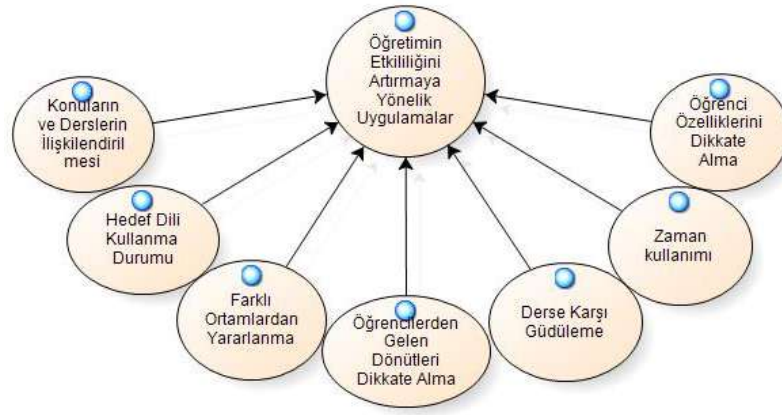 Öğretimin
Etkililiğini
Artırmaya
Yönelik
Uygulamalar
Konuların
ve Derslerin
İlişkilendiril
mesi
Hedef Dili
Kullanma
Durumu
Farklı
Ortamlardan
Yararlanma
Öğrencilerden
Gelen
Dönütleri
Dikkate Alma
Derse Karşı
Güdüleme
Zaman
kullanımı
Öğrenci
Özelliklerini
Dikkate
Alma